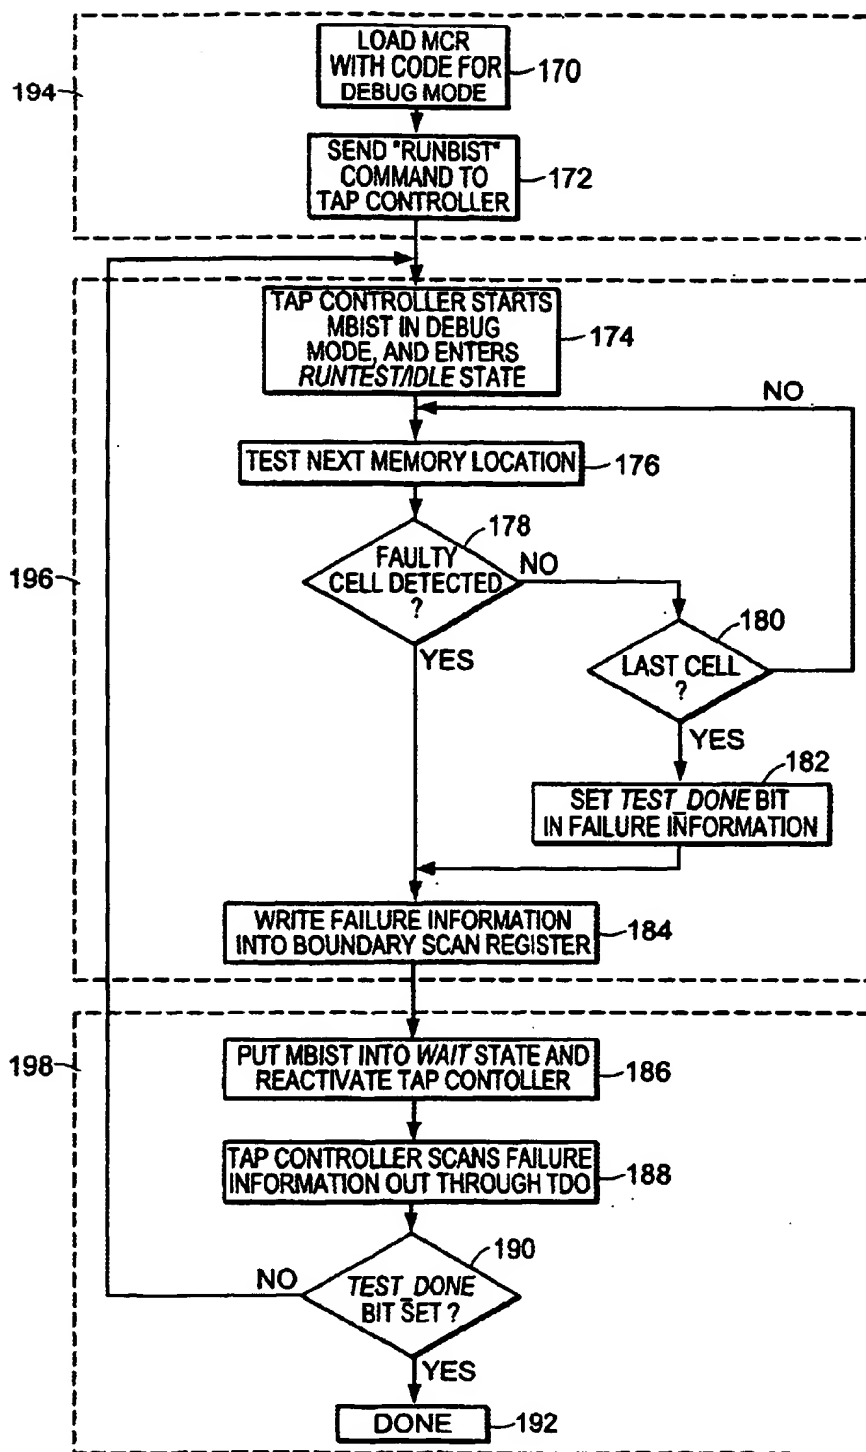 LOAD MCR
WITH CODE FOR
DEBUG MODE
170
194
SEND "RUNBIST"
COMMAND TO
TAP CONTROLLER
172
TAP CONTROLLER STARTS
MBIST IN DEBUG
MODE, AND ENTERS
RUNTEST/IDLE STATE
174
NO
TEST NEXT MEMORY LOCATION
176
178
FAULTY
CELL DETECTED
?
NO
196
YES
180
LAST CELL
?
YES
182
SET TEST_DONE BIT
IN FAILURE INFORMATION
WRITE FAILURE INFORMATION
INTO BOUNDARY SCAN REGISTER
184
198
PUT MBIST INTO WAIT STATE AND
REACTIVATE TAP CONTOLLER
186
TAP CONTROLLER SCANS FAILURE
INFORMATION OUT THROUGH TDO
188
190
NO
TEST_DONE
BIT SET ?
YES
DONE
192